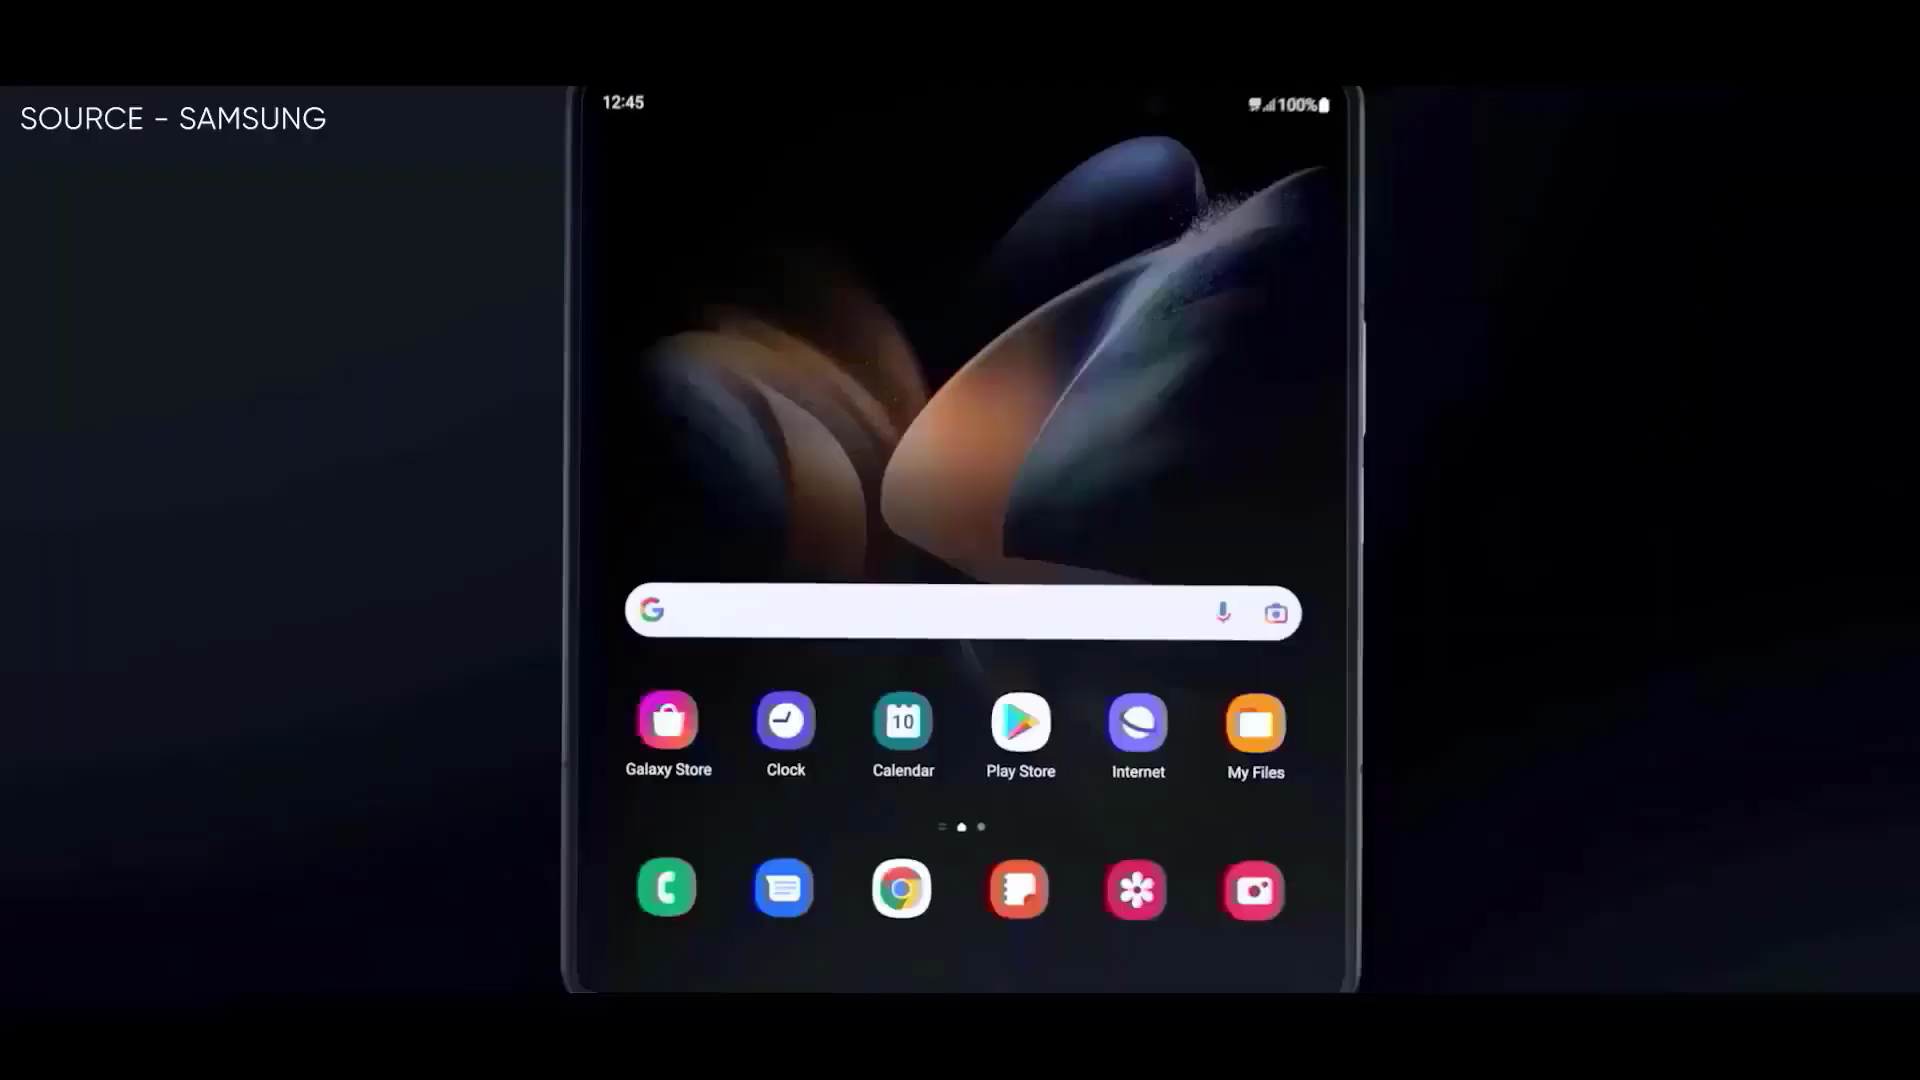 12:45
100%
SOURCE - SAMSUNG
10
Galaxy Store
Clock
Calendar
Play Store
Internet
My Files